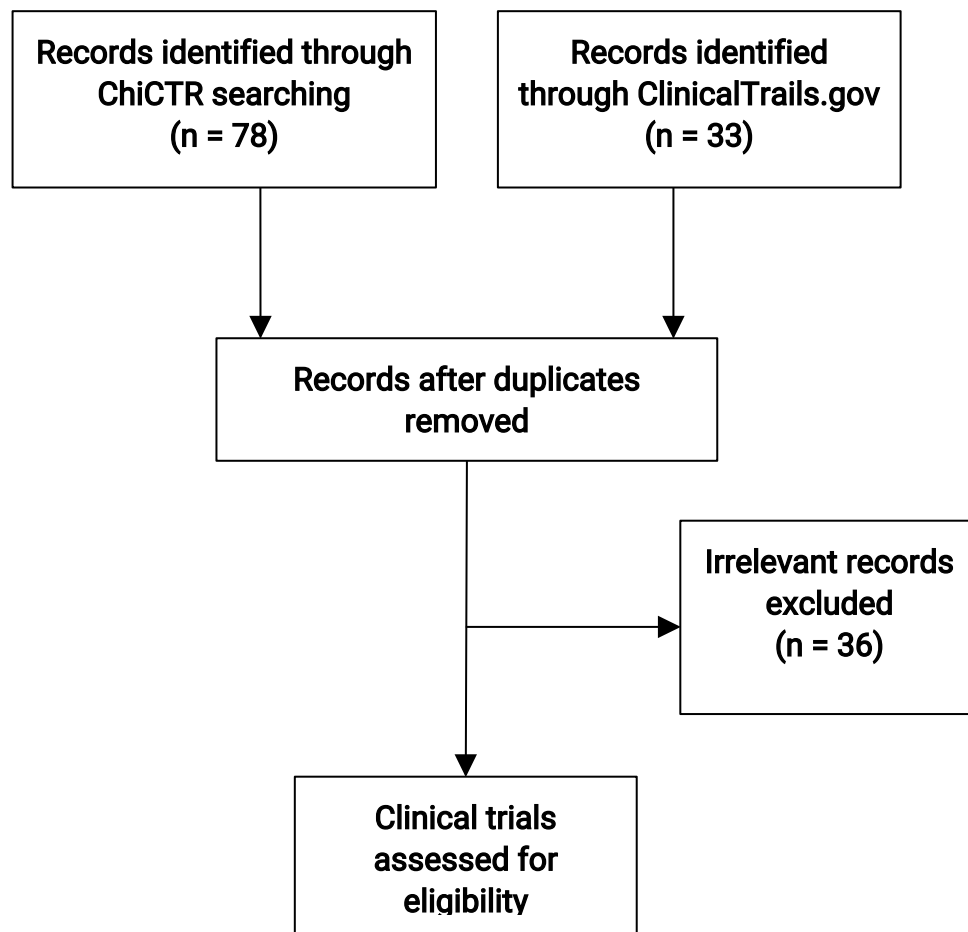 Records identified through
ChiCTR searching
(n = 78)
Records identified
through ClinicalTrails.gov
(n = 33)
Records after duplicates
removed
Irrelevant records
excluded
(n = 36)
Clinical trials
assessed for
eligibility